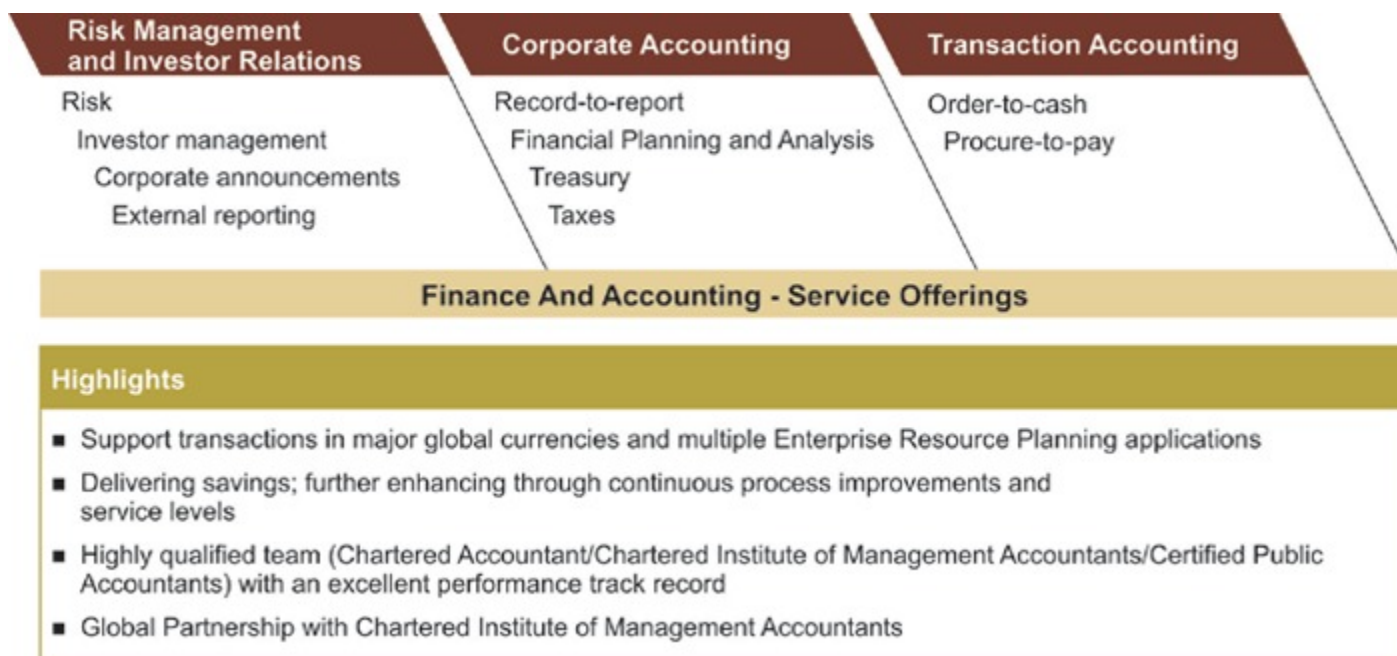 Risk Management
and Investor Relations
Risk
Investor management
Corporate announcements
External reporting
Corporate Accounting
Record-to-report
Financial Planning and Analysis
Treasury
Taxes
Transaction Accounting
Order-to-cash
Procure-to-pay
Finance And Accounting - Service Offerings
Highlights
▪ Support transactions in major global currencies and multiple Enterprise Resource Planning applications
▪ Delivering savings; further enhancing through continuous process improvements and
service levels
▪ Highly qualified team (Chartered Accountant/Chartered Institute of Management Accountants/Certified Public
Accountants) with an excellent performance track record
▪ Global Partnership with Chartered Institute of Management Accountants